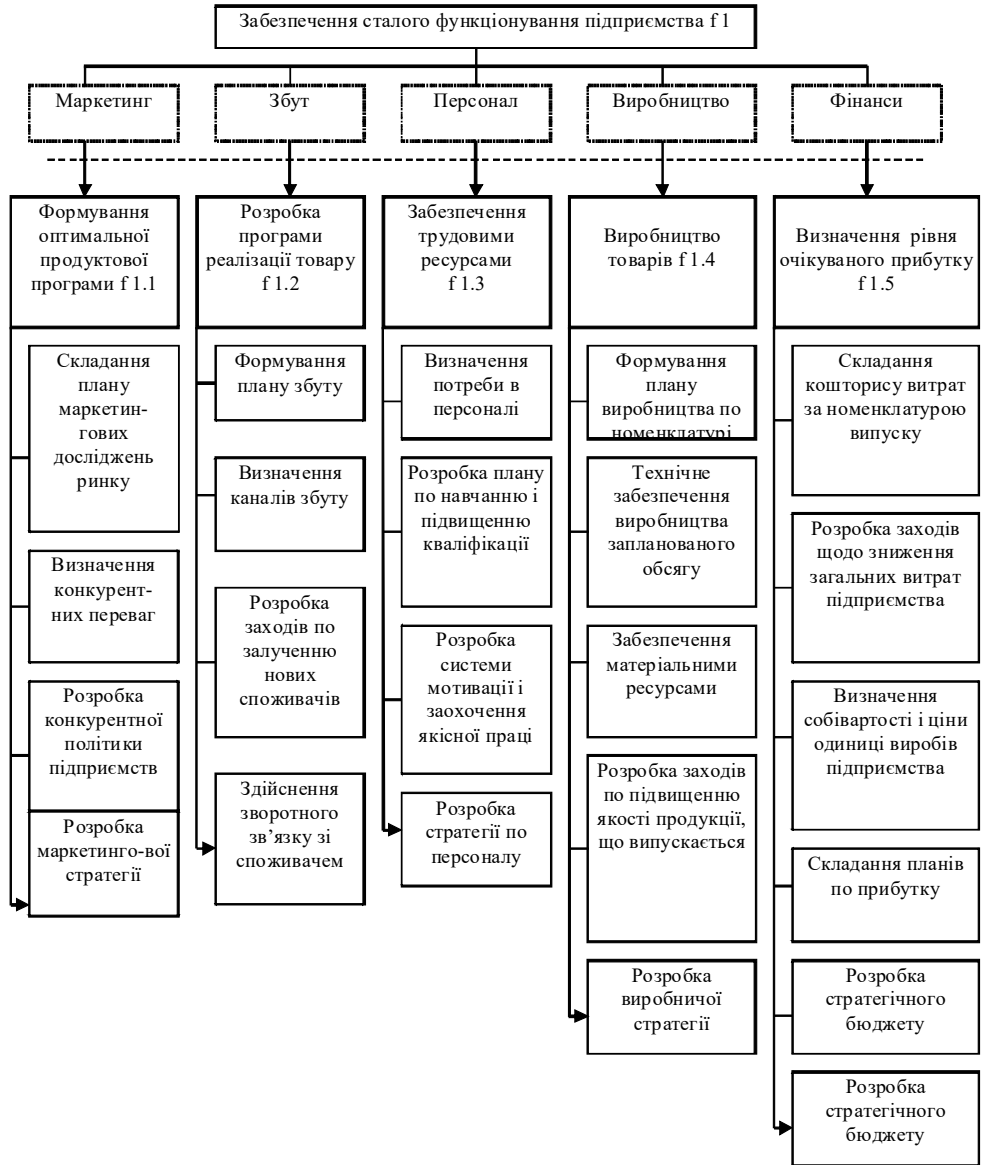 Забезпечення сталого функціонування підприємства f 1
Маркетинг
Збут
Персонал
Виробництво
Фінанси
Формування
оптимальної
продуктової
програми f 1.1
Розробка
програми
реалізації товару
f 1.2
Забезпечення
трудовими
ресурсами
f 1.3
Виробництво
товарів f 1.4
Визначення рівня
очікуваного прибутку
f 1.5
Складання
плану
маркетин-
гових
досліджень
ринку
Визначення
конкурент-
них переваг
Розробка
конкурентної
політики
підприємств
Розробка
маркетинго-вої
стратегії
Формування
плану збуту
Визначення
каналів збуту
Розробка
заходів по
залученню
нових
споживачів
Здійснення
зворотного
зв’язку зі
споживачем
Визначення
потреби в
персоналі
Розробка плану
по навчанню і
підвищенню
кваліфікації
Розробка
системи
мотивації і
заохочення
якісної праці
Розробка
стратегії по
персоналу
Формування
плану
виробництва по
номенклатурі
Технічне
забезпечення
виробництва
запланованого
обсягу
Забезпечення
матеріальними
ресурсами
Розробка заходів
по підвищенню
якості продукції,
що випускається
Розробка
виробничої
стратегії
Складання
кошторису витрат
за номенклатурою
випуску
Розробка заходів
щодо зниження
загальних витрат
підприємства
Визначення
собівартості і ціни
одиниці виробів
підприємства
Складання планів
по прибутку
Розробка
стратегічного
бюджету
Розробка
стратегічного
бюджету